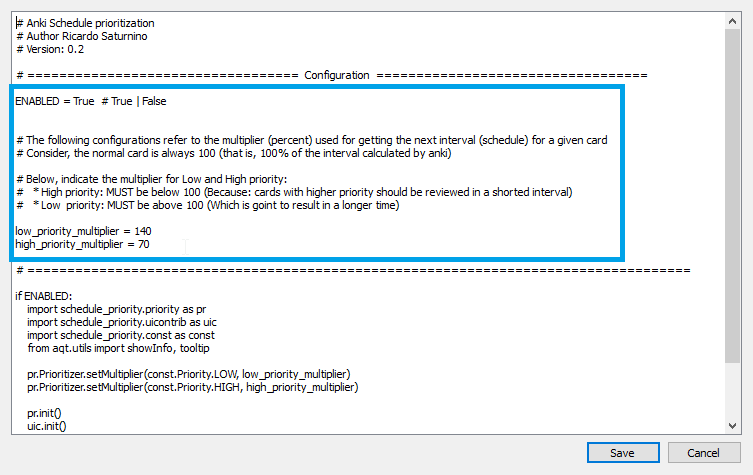 # Anki Schedule prioritization
# Author Ricardo Saturnino
# Version: 0.2
# ================================== Configuration ==================================
ENABLED = True # True | False
# The following configurations refer to the multiplier (percent) used for getting the next interval (schedule) for a given card
# Consider, the normal card is always 100 (that is, 100% of the interval calculated by anki)
# Below, indicate the multiplier for Low and High priority:
# * High priority: MUST be below 100 (Because: cards with higher priority should be reviewed in a shorted interval)
# * Low priority: MUST be above 100 (Which is goint to result in a longer time)
low_priority_multiplier = 140
high_priority_multiplier = 70
# ===================================================================================
if ENABLED:
import schedule_priority.priority as pr
import schedule_priority.uicontrib as uic
import schedule_priority.const as const
from aqt.utils import showInfo, tooltip
pr.Prioritizer.setMultiplier(const.Priority.LOW, low_priority_multiplier)
pr.Prioritizer.setMultiplier(const.Priority.HIGH, high_priority_multiplier)
pr.init()
uic.init()
Save
Cancel